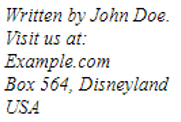 Written by John Doe.
Visit us at:
Example.com
Box 564, Disneyland
USA